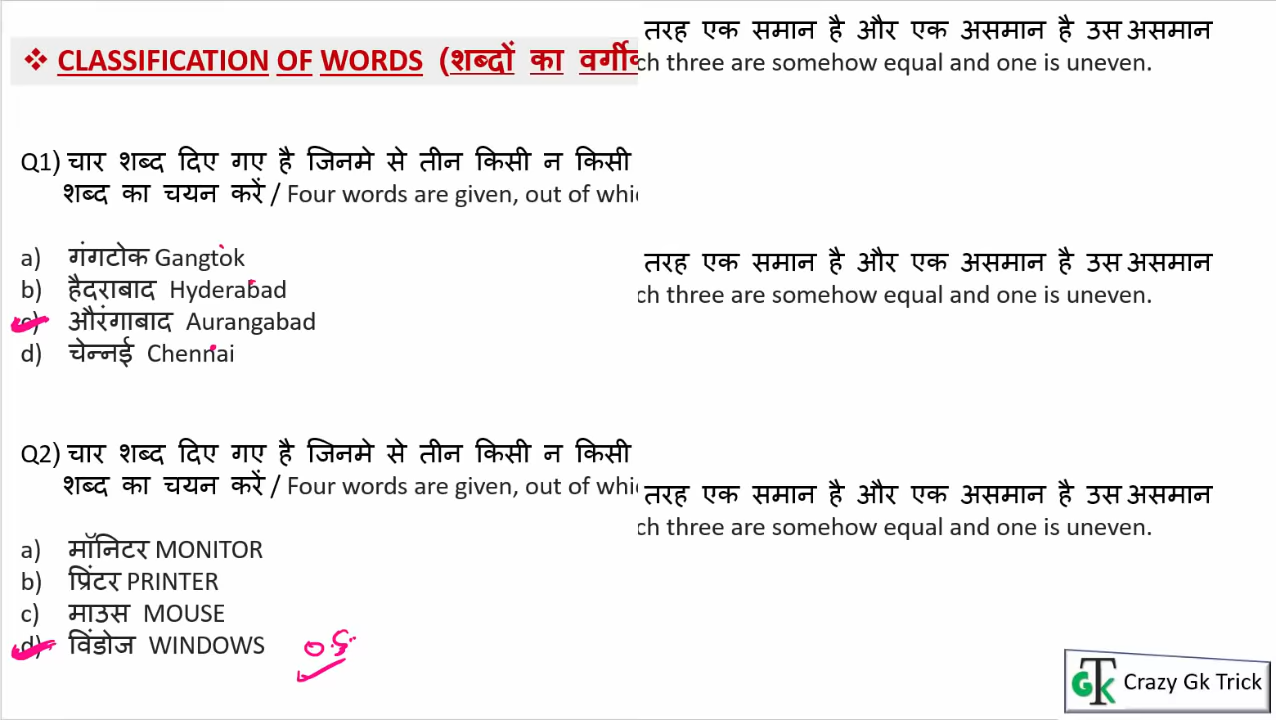 ❖ CLASSIFICATION OF WORDS (शब्दों का
Q1) चार शब्द दिए गए है जिनमे से तीन किसी न किसी
शब्द का चयन करें / Four words are given, out of whic
a) गंगटोक Gangtok
b) हैदराबाद Hyderabad
c) औरंगाबाद Aurangabad
d) चेन्नई Chennai
Q2) चार शब्द दिए गए है जिनमे से तीन किसी न किसी
शब्द का चयन करें / Four words are given, out of whic
a) मॉनिटर MONITOR
b) प्रिंटर PRINTER
c) माउस MOUSE
d) विंडोज WINDOWS
तरह एक समान है और एक असमान है उस असमान
ch three are somehow equal and one is uneven.
तरह एक समान है और एक असमान है उस असमान
ch three are somehow equal and one is uneven.
तरह एक समान है और एक असमान है उस असमान
ch three are somehow equal and one is uneven.
Crazy Gk Trick